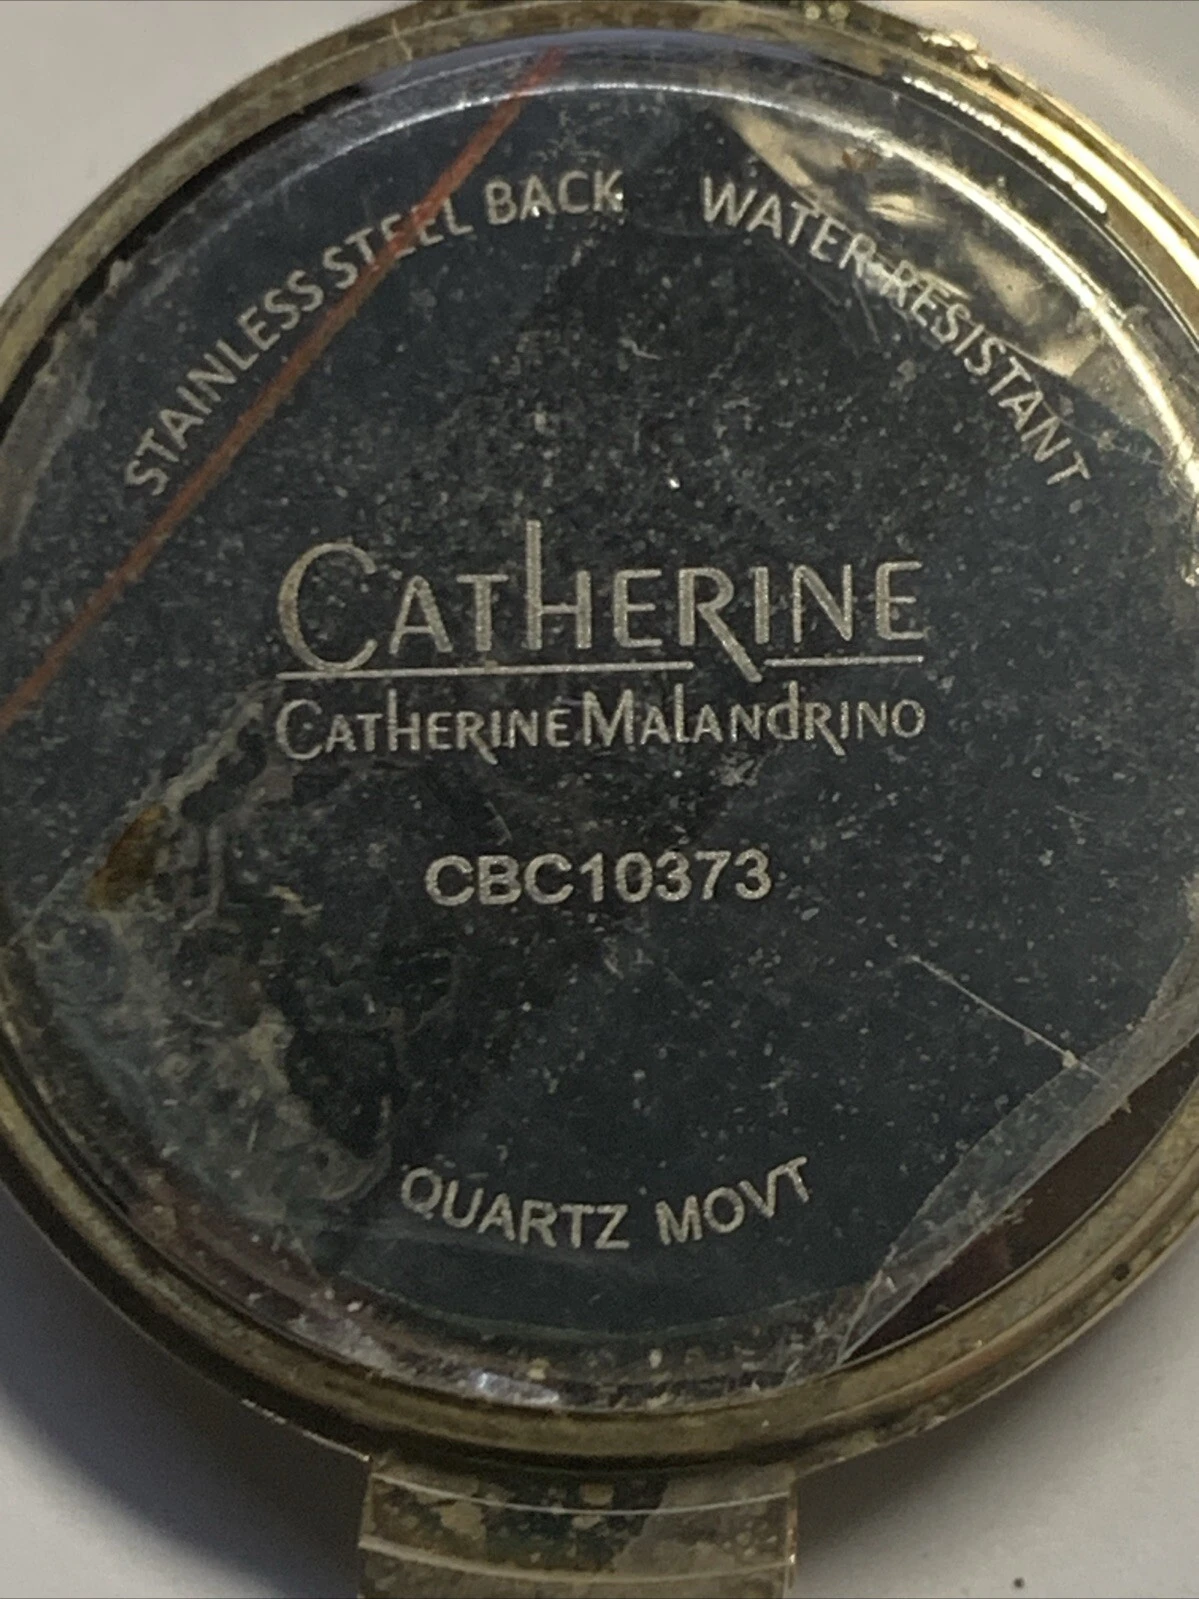 STAINLESS STEEL BACK WATER RESISTANT
CATHERINE
CATHERINE MALANDRINO
CBC10373
QUARTZ MOVT